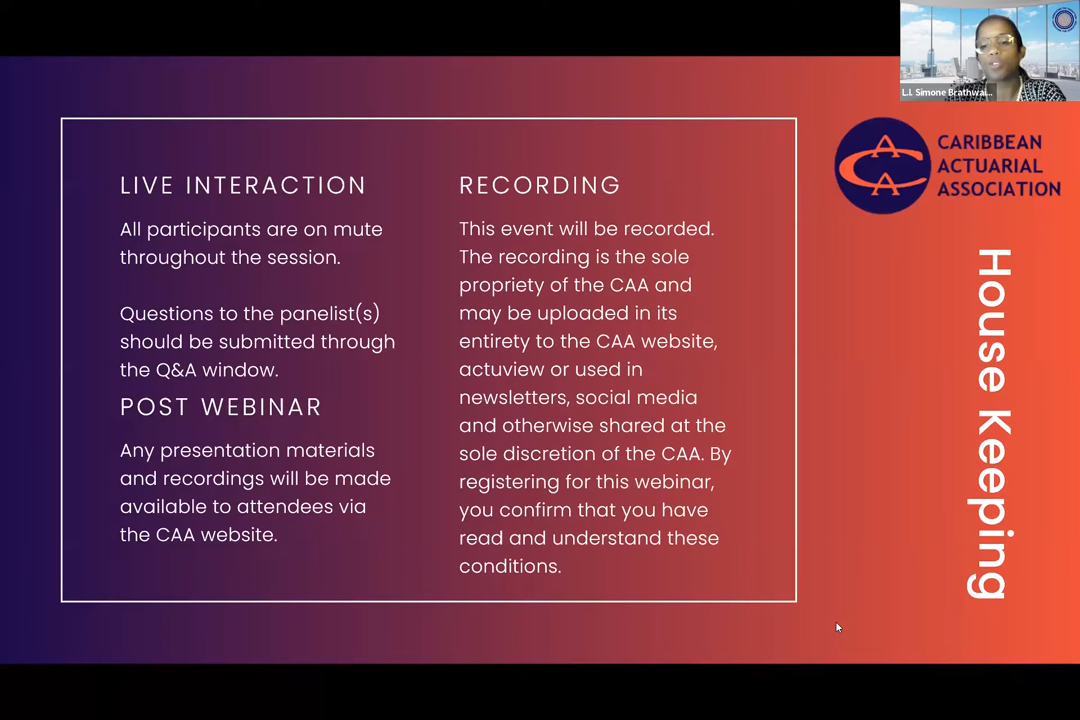 LIVE INTERACTION
All participants are on mute
throughout the session.
Questions to the panelist(s)
should be submitted through
the Q&A window.
POST WEBINAR
Any presentation materials
and recordings will be made
available to attendees via
the CAA website.
RECORDING
This event will be recorded.
The recording is the sole
propriety of the CAA and
may be uploaded in its
entirety to the CAA website,
actuview or used in
newsletters, social media
and otherwise shared at the
sole discretion of the CAA. By
registering for this webinar,
you confirm that you have
read and understand these
conditions.
L.I. Simone Brathwai...
CARIBBEAN
ACTUARIAL
ASSOCIATION
House Keeping